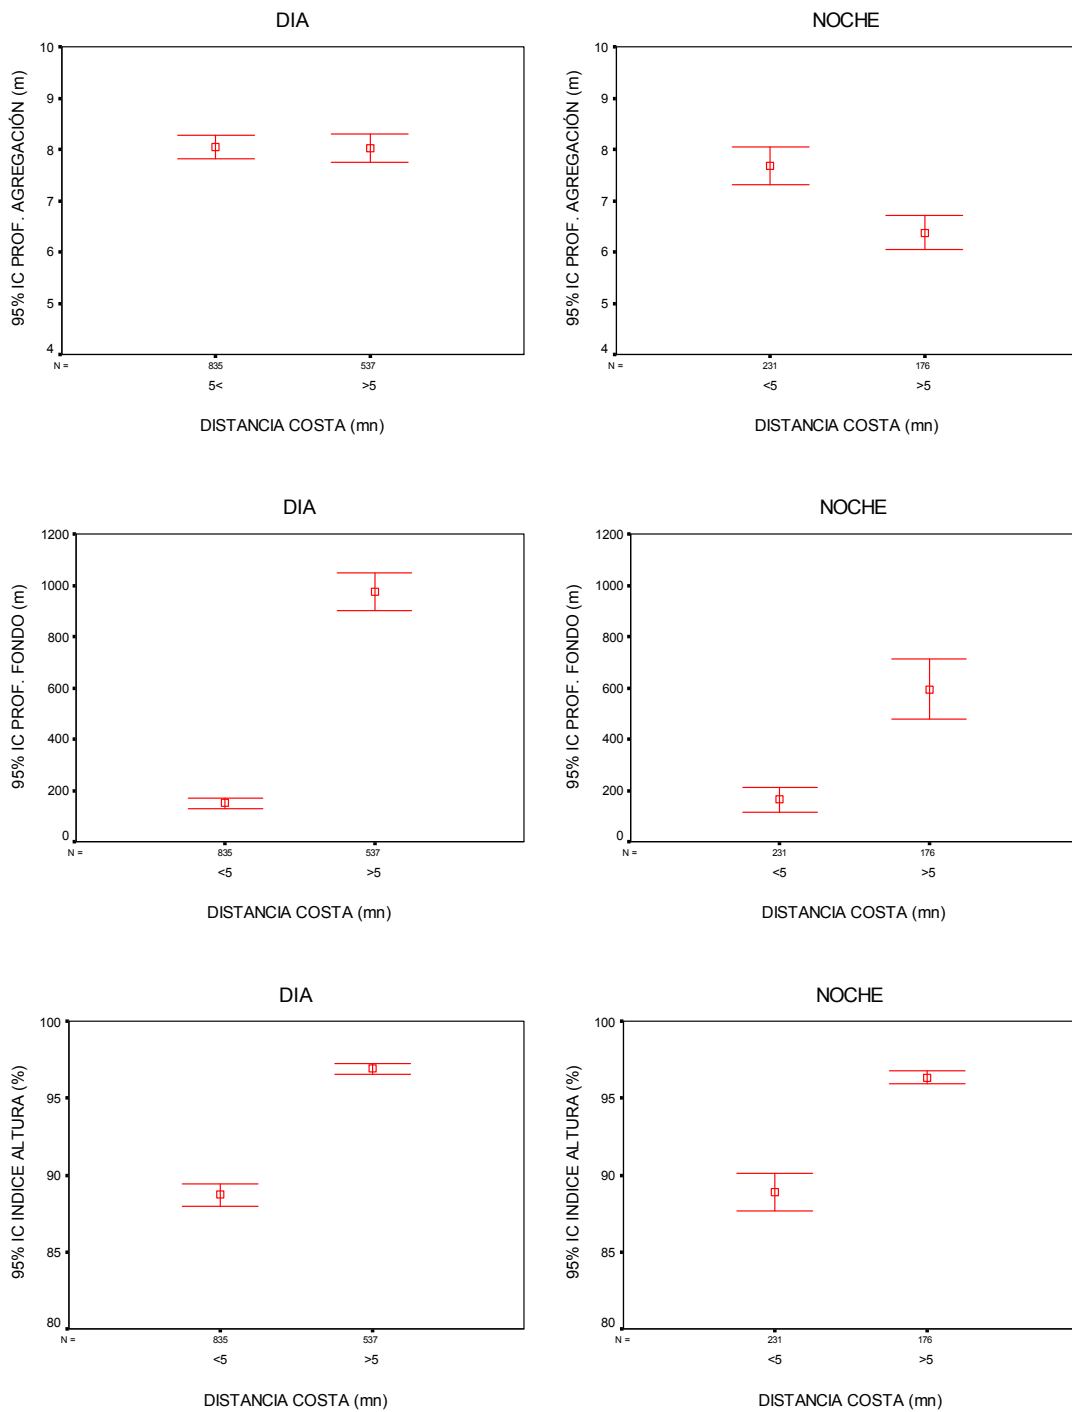 DIA
95% IC PROF. AGREGACIÓN (m)
10
9
8
7
6
5
4
N =
835
537
5<
>5
DISTANCIA COSTA (mn)
NOCHE
95% IC PROF. AGREGACIÓN (m)
10
9
8
7
6
5
4
N =
231
176
<5
>5
DISTANCIA COSTA (mn)
DIA
95% IC PROF. FONDO (m)
1200
1000
800
600
400
200
0
N =
835
537
<5
>5
DISTANCIA COSTA (mn)
NOCHE
95% IC PROF. FONDO (m)
1200
1000
800
600
400
200
0
N =
231
176
<5
>5
DISTANCIA COSTA (mn)
DIA
95% IC INDICE ALTURA (%)
100
95
90
85
80
N =
835
537
<5
>5
DISTANCIA COSTA (mn)
NOCHE
95% IC INDICE ALTURA (%)
100
95
90
85
80
N =
231
176
<5
>5
DISTANCIA COSTA (mn)